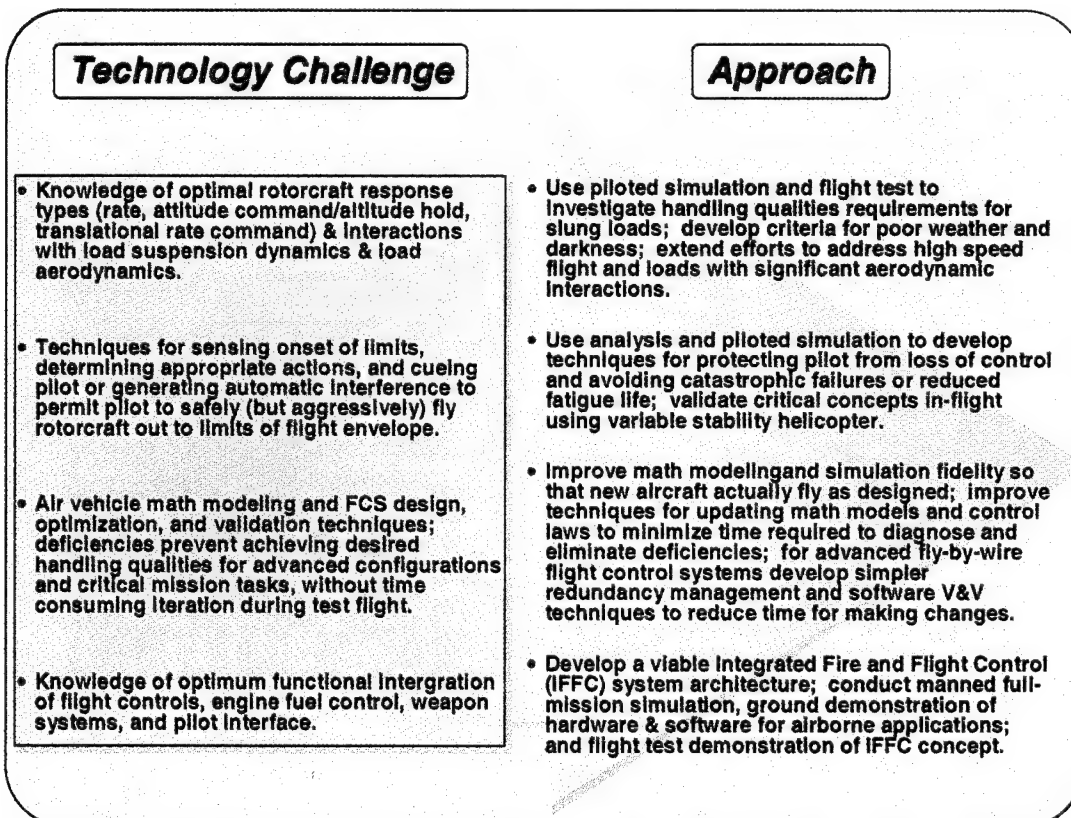 Technology Challenge
Approach
• Knowledge of optimal rotorcraft response
types (rate, attitude command/altitude hold,
translational rate command) & interactions
with load suspension dynamics & load
aerodynamics.
• Techniques for sensing onset of limits,
determining appropriate actions, and cueing
pilot or generating automatic interference to
permit pilot to safely (but aggressively) fly
rotorcraft out to limits of flight envelope.
• Air vehicle math modeling and FCS design,
optimization, and validation techniques;
deficiencies prevent achieving desired
handling qualities for advanced configurations
and critical mission tasks, without time
consuming iteration during test flight.
• Knowledge of optimum functional intergration
of flight controls, engine fuel control, weapon
systems, and pilot interface.
• Use piloted simulation and flight test to
investigate handling qualities requirements for
slung loads; develop criteria for poor weather and
darkness; extend efforts to address high speed
flight and loads with significant aerodynamic
interactions.
• Use analysis and piloted simulation to develop
techniques for protecting pilot from loss of control
and avoiding catastrophic failures or reduced
fatigue life; validate critical concepts in-flight
using variable stability helicopter.
• Improve math modelingand simulation fidelity so
that new aircraft actually fly as designed; improve
techniques for updating math models and control
laws to minimize time required to diagnose and
eliminate deficiencies; for advanced fly-by-wire
flight control systems develop simpler
redundancy management and software V&V
techniques to reduce time for making changes.
• Develop a viable Integrated Fire and Flight Control
(IFFC) system architecture; conduct manned full-
mission simulation, ground demonstration of
hardware & software for airborne applications;
and flight test demonstration of IFFC concept.